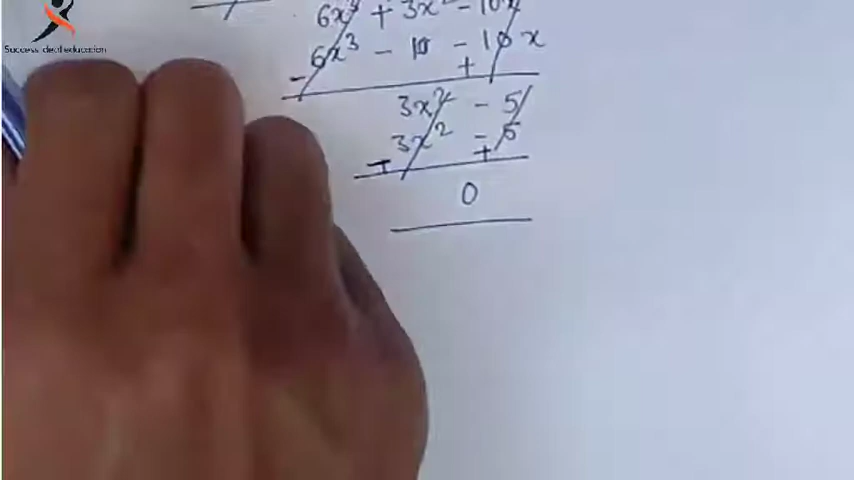 6x³ + 3x² - 10x
6x³ - 10 - 10x
- +
3x² - 5
3x² - 5
- +
0
Success deal education